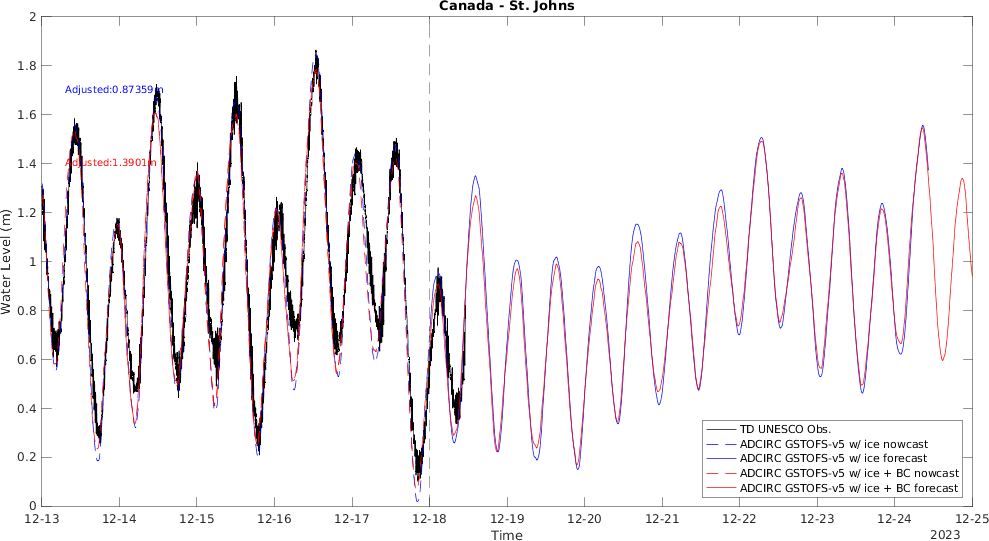 Canada - St. Johns
2
1.8
1.6
1.4
1.2
1
0.8
0.6
0.4
0.2
0
Water Level (m)
Adjusted:0.87359m
Adjusted:1.3901m
TD UNESCO Obs.
ADCIRC GSTOFS-v5 w/ ice nowcast
ADCIRC GSTOFS-v5 w/ ice forecast
ADCIRC GSTOFS-v5 w/ ice + BC nowcast
ADCIRC GSTOFS-v5 w/ ice + BC forecast
12-13 12-14 12-15 12-16 12-17 12-18 12-19 12-20 12-21 12-22 12-23 12-24 12-25
Time
2023